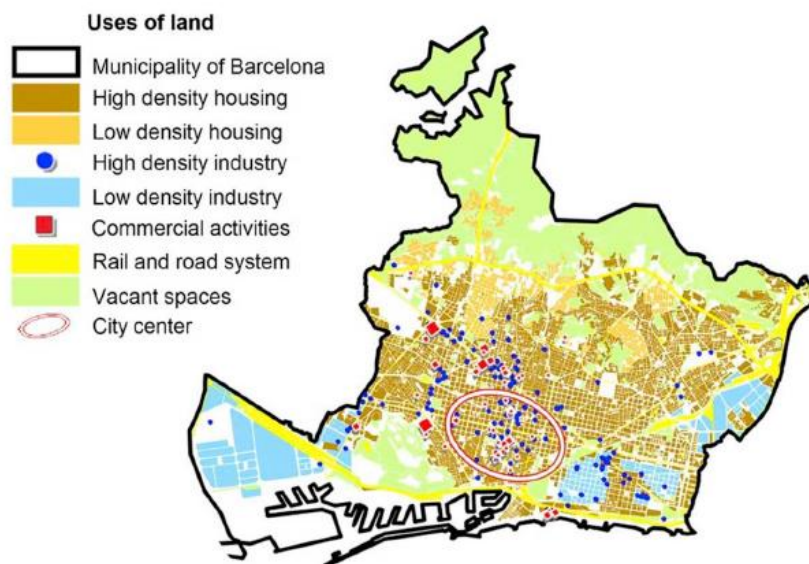 Uses of land
Municipality of Barcelona
High density housing
Low density housing
High density industry
Low density industry
Commercial activities
Rail and road system
Vacant spaces
City center